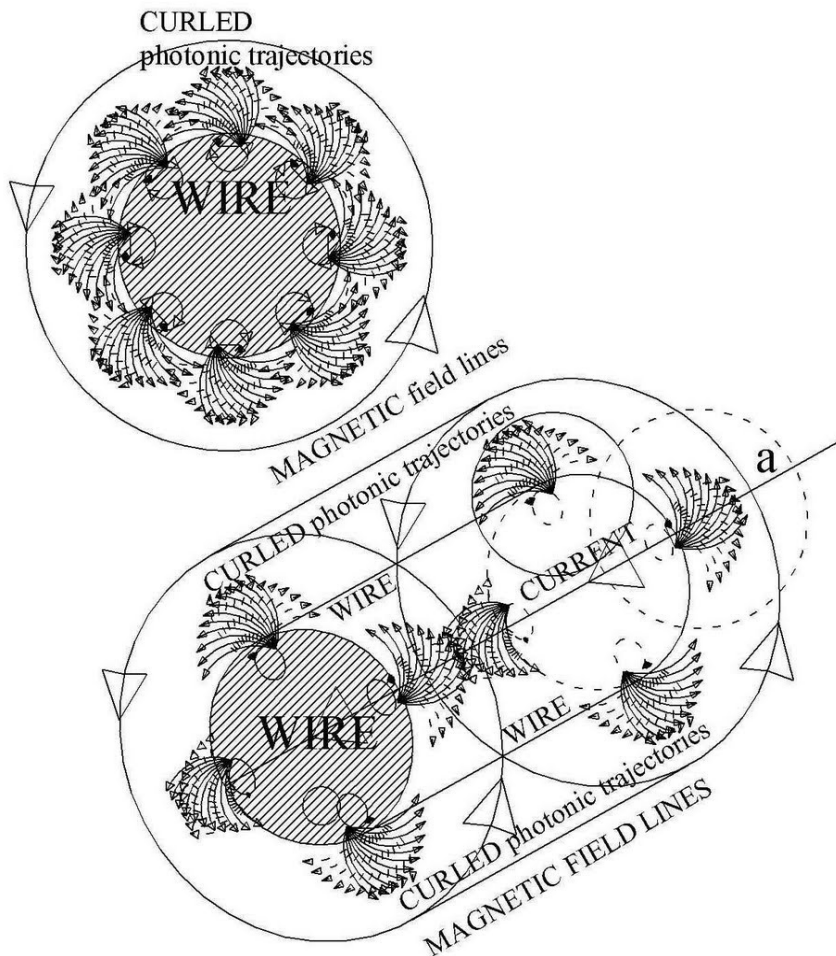 CURLED
photonic trajectories
WIRE
MAGNETIC field lines
CURLED photonic trajectories
a
WIRE
CURRENT
WIRE
WIRE
CURLED photonic trajectories
MAGNETIC FIELD LINES